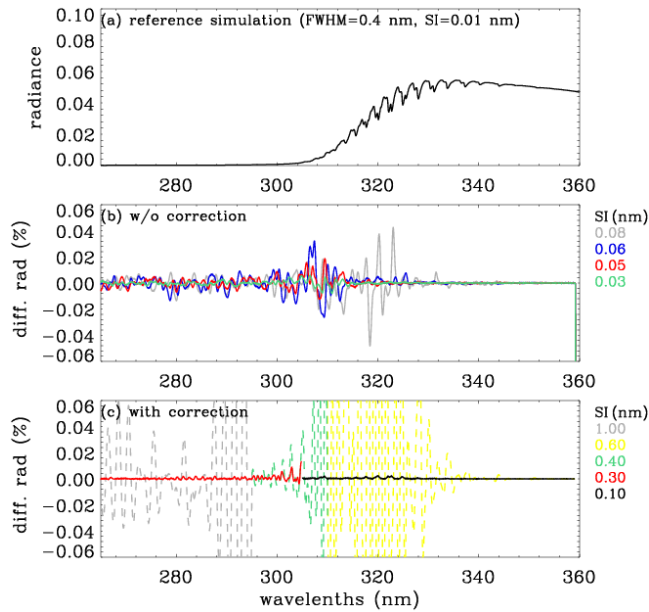 (a) reference simulation (FWHM=0.4 nm, SI=0.01 nm)
radiance
0.10
0.08
0.06
0.04
0.02
0.00
280 300 320 340 360
(b) w/o correction
diff. rad (%)
0.06
0.04
0.02
0.00
-0.02
-0.04
-0.06
280 300 320 340 360
SI (nm)
0.08
0.06
0.05
0.03
(c) with correction
diff. rad (%)
0.06
0.04
0.02
0.00
-0.02
-0.04
-0.06
280 300 320 340 360
SI (nm)
1.00
0.60
0.40
0.30
0.10
wavelenths (nm)